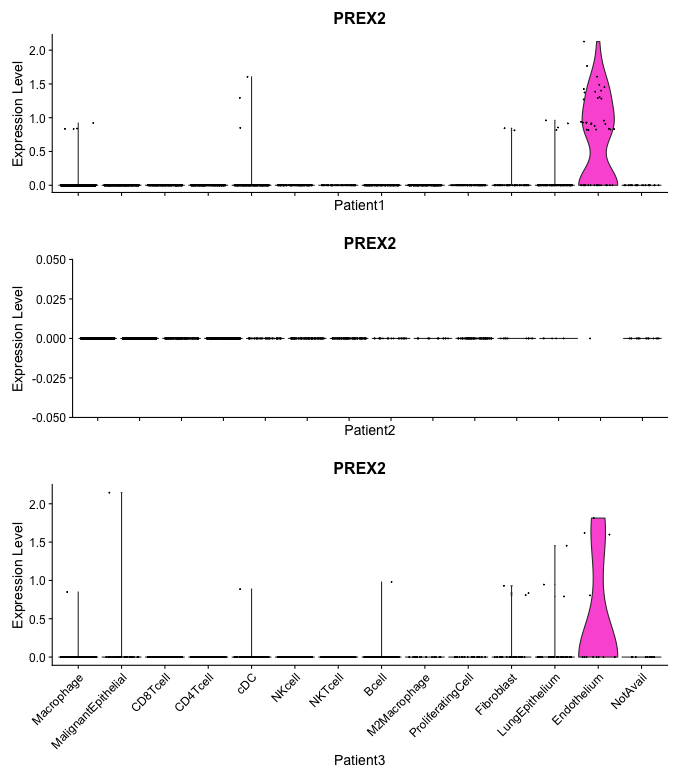 PREX2
Expression Level
2.0
1.5
1.0
0.5
0.0
Patient1
PREX2
Expression Level
0.050
0.025
0.000
-0.025
-0.050
Patient2
PREX2
Expression Level
2.0
1.5
1.0
0.5
0.0
Macrophage
MalignantEpithelial
CD8Tcell
CD4Tcell
cDC
NKcell
NKTcell
Bcell
M2Macrophage
ProliferatingCell
Fibroblast
LungEpithelium
Endothelium
NotAvail
Patient3